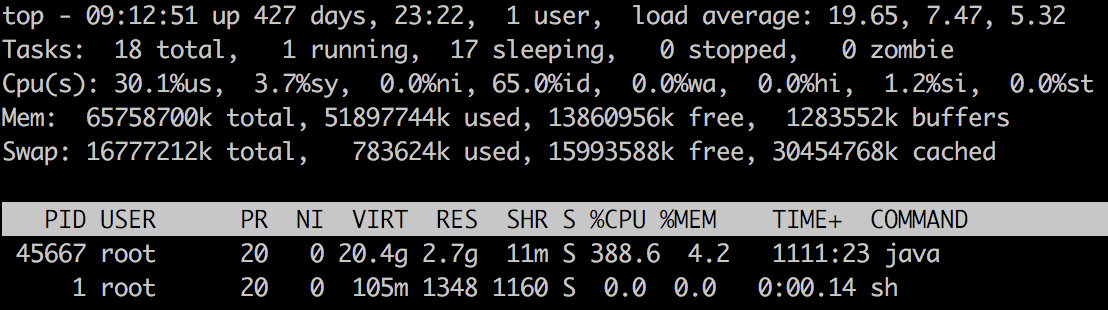 top - 09:12:51 up 427 days, 23:22,  1 user,  load average: 19.65, 7.47, 5.32
Tasks:  18 total,   1 running,  17 sleeping,   0 stopped,   0 zombie
Cpu(s): 30.1%us,  3.7%sy,  0.0%ni, 65.0%id,  0.0%wa,  0.0%hi,  1.2%si,  0.0%st
Mem:  65758700k total, 51897744k used, 13860956k free,  1283552k buffers
Swap: 16777212k total,   783624k used, 15993588k free, 30454768k cached
   PID USER      PR  NI  VIRT  RES  SHR S %CPU %MEM    TIME+  COMMAND
 45667 root      20   0 20.4g 2.7g  11m S 388.6  4.2   1111:23 java
     1 root      20   0  105m 1348 1160 S  0.0  0.0   0:00.14 sh